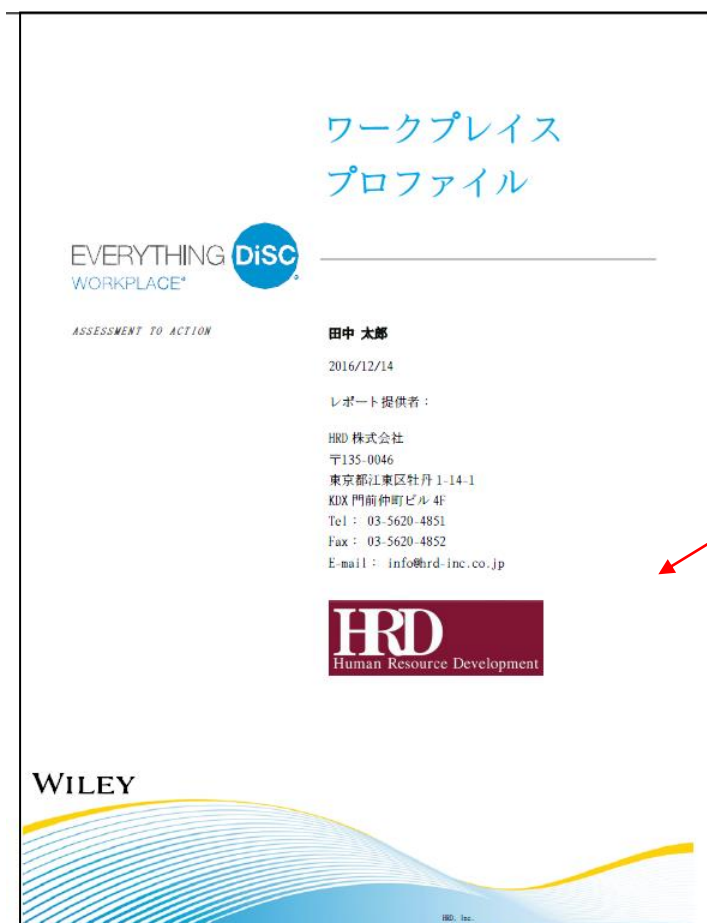 ワークプレイス
プロファイル
EVERYTHING DiSC
WORKPLACE®
ASSESSMENT TO ACTION
田中 太郎
2016/12/14
レポート提供者：
HRD 株式会社
〒135-0046
東京都江東区牡丹 1-14-1
KDX 門前仲町ビル 4F
Tel： 03-5620-4851
Fax： 03-5620-4852
E-mail： info@hrd-inc.co.jp
HRD
Human Resource Development
WILEY
HRD, Inc.